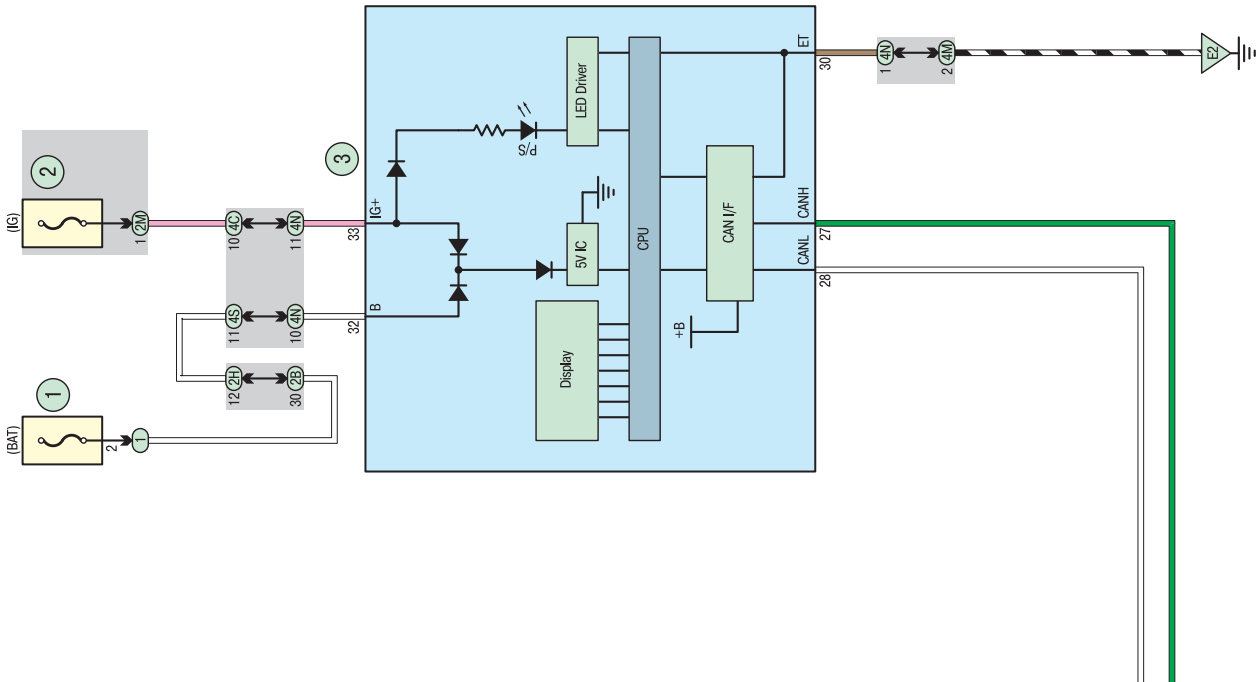 (IG)
2
1 2M
10 4C
11 4N
33
IG+
3
(BAT)
1
2
1
12 2H
30 2B
11 4S
10 4N
32
B
P/S
LED Driver
5V IC
CPU
CAN I/F
Display
+B
ET
30
CANH
27
CANL
28
1 4N
2 4M
E2